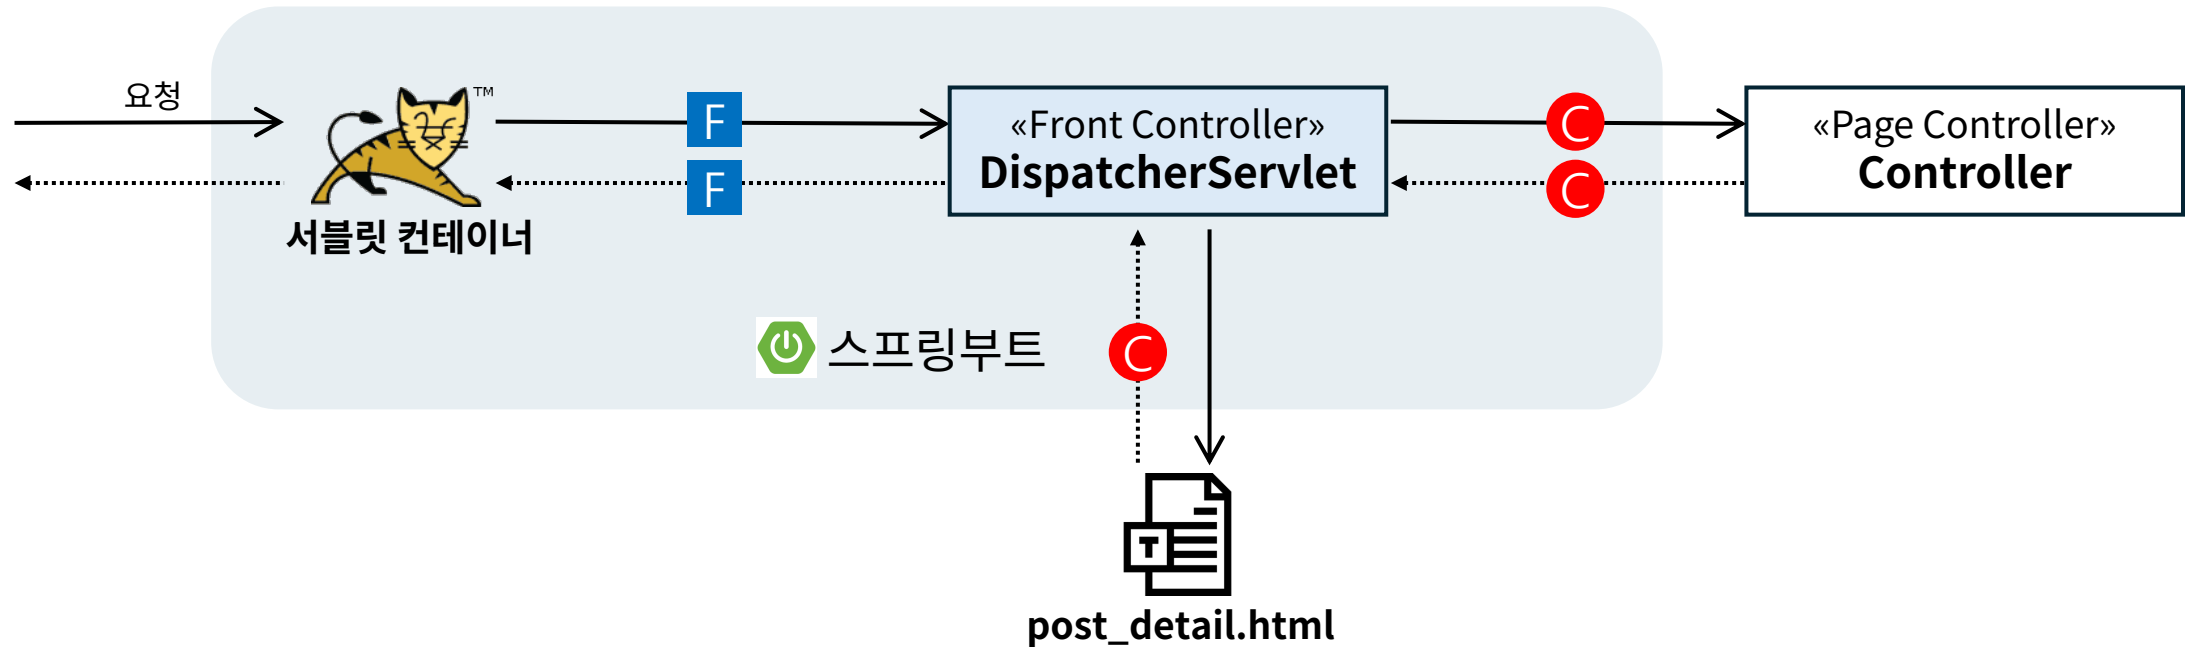 요청
TM
서블릿 컨테이너
F
F
«Front Controller»
DispatcherServlet
C
C
«Page Controller»
Controller
스프링부트
C
T
post_detail.html